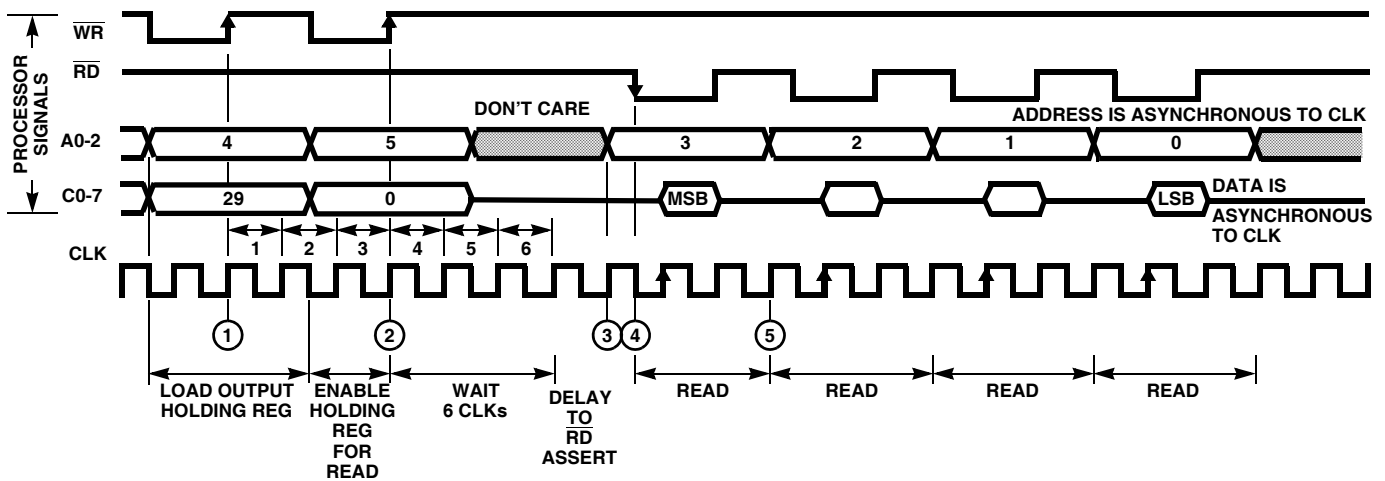 PROCESSOR
SIGNALS
WR
RD
DON'T CARE
ADDRESS IS ASYNCHRONOUS TO CLK
A0-2
4
5
3
2
1
0
C0-7
29
0
MSB
LSB
DATA IS
ASYNCHRONOUS
TO CLK
1
2
3
4
5
6
CLK
1
2
3
4
5
LOAD OUTPUT
HOLDING REG
ENABLE
HOLDING
REG
FOR
READ
WAIT
6 CLKs
DELAY
TO
RD
ASSERT
READ
READ
READ
READ